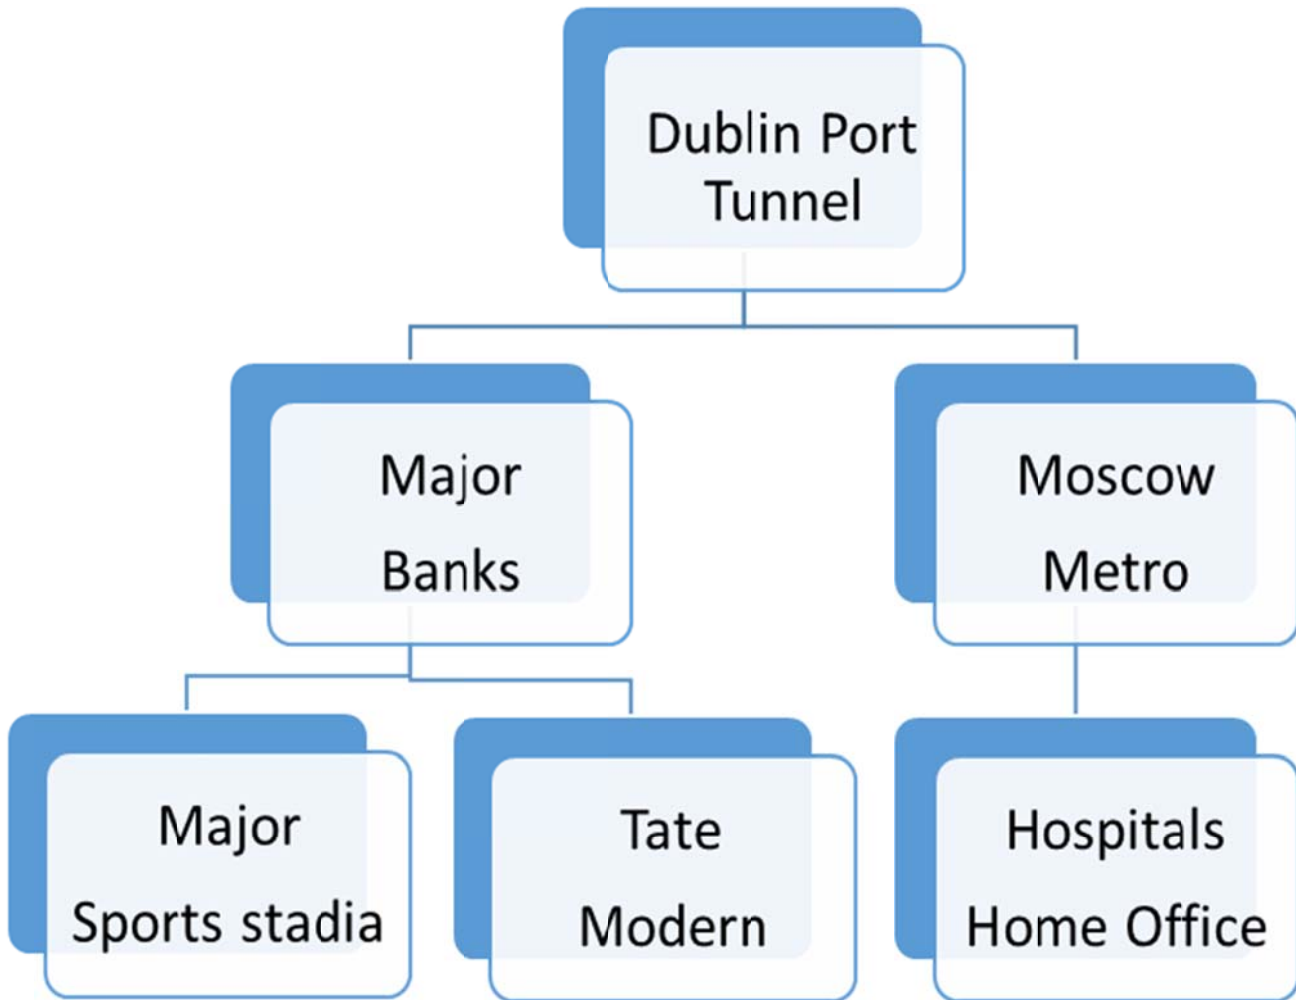 Dublin Port
Tunnel
Major
Banks
Moscow
Metro
Major
Sports stadia
Tate
Modern
Hospitals
Home Office